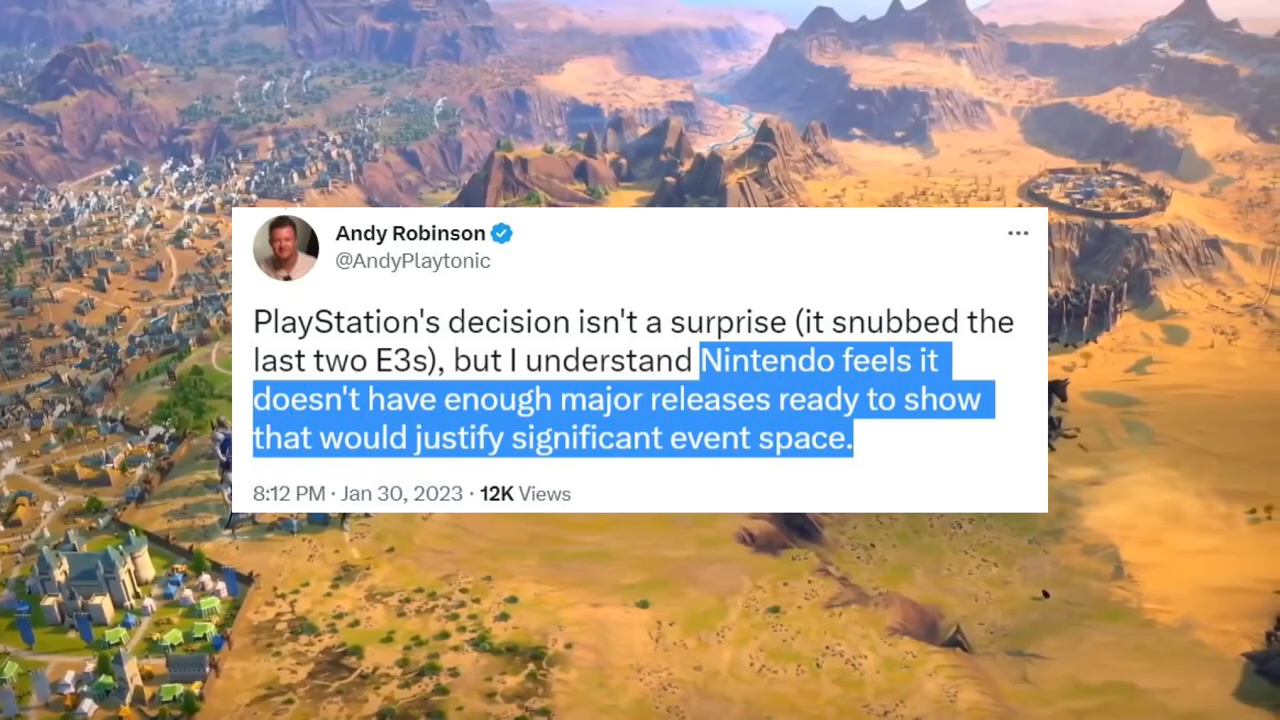 Andy Robinson
@AndyPlaytonic
PlayStation's decision isn't a surprise (it snubbed the
last two E3s), but I understand Nintendo feels it
doesn't have enough major releases ready to show
that would justify significant event space.
8:12 PM · Jan 30, 2023 · 12K Views